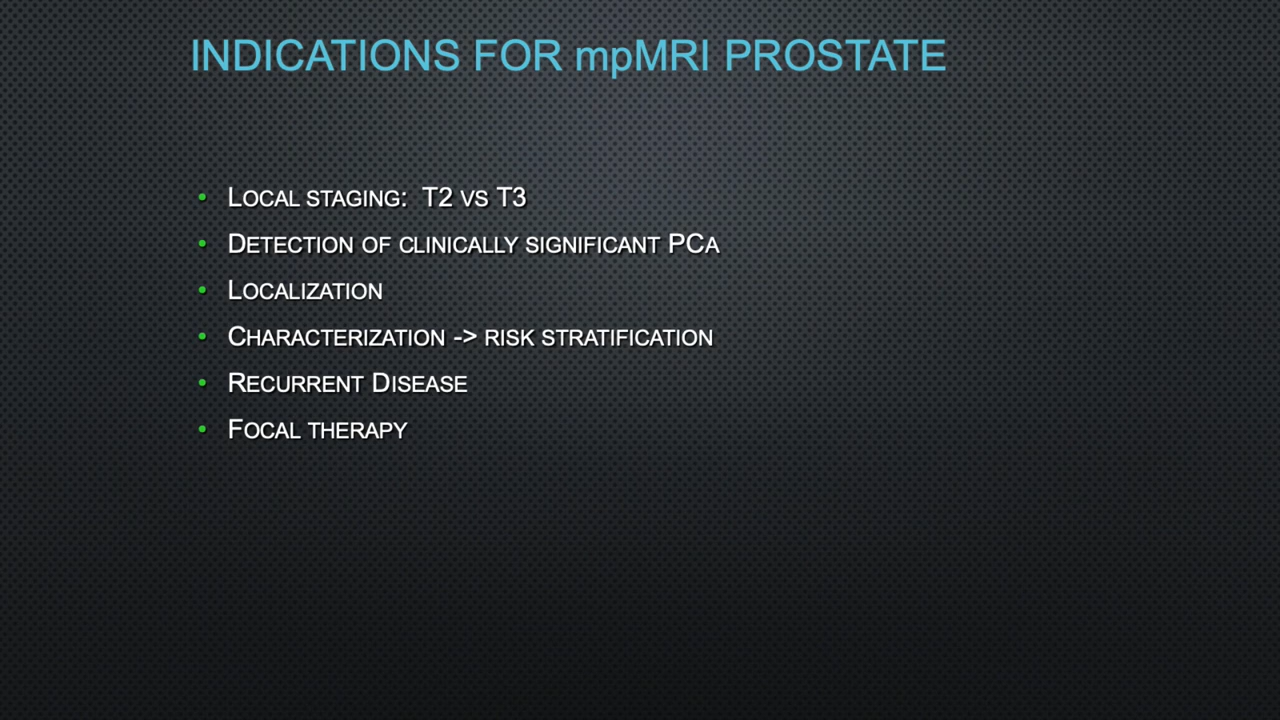 INDICATIONS FOR mpMRI PROSTATE
• Local staging: T2 vs T3
• Detection of clinically significant PCa
• Localization
• Characterization -> risk stratification
• Recurrent Disease
• Focal therapy